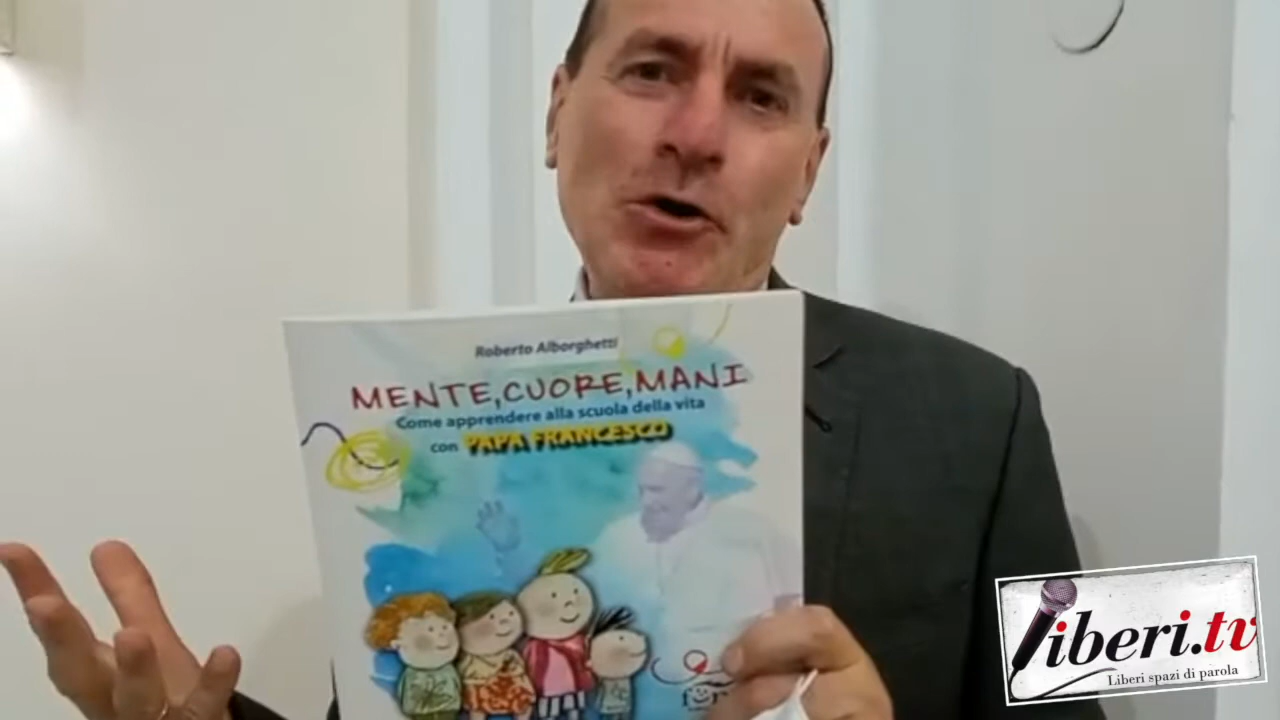 Roberto Alborghetti
MENTE, CUORE, MANI
Come apprendere alla scuola della vita
con PAPA FRANCESCO
liberi.tv
Liberi spazi di parola